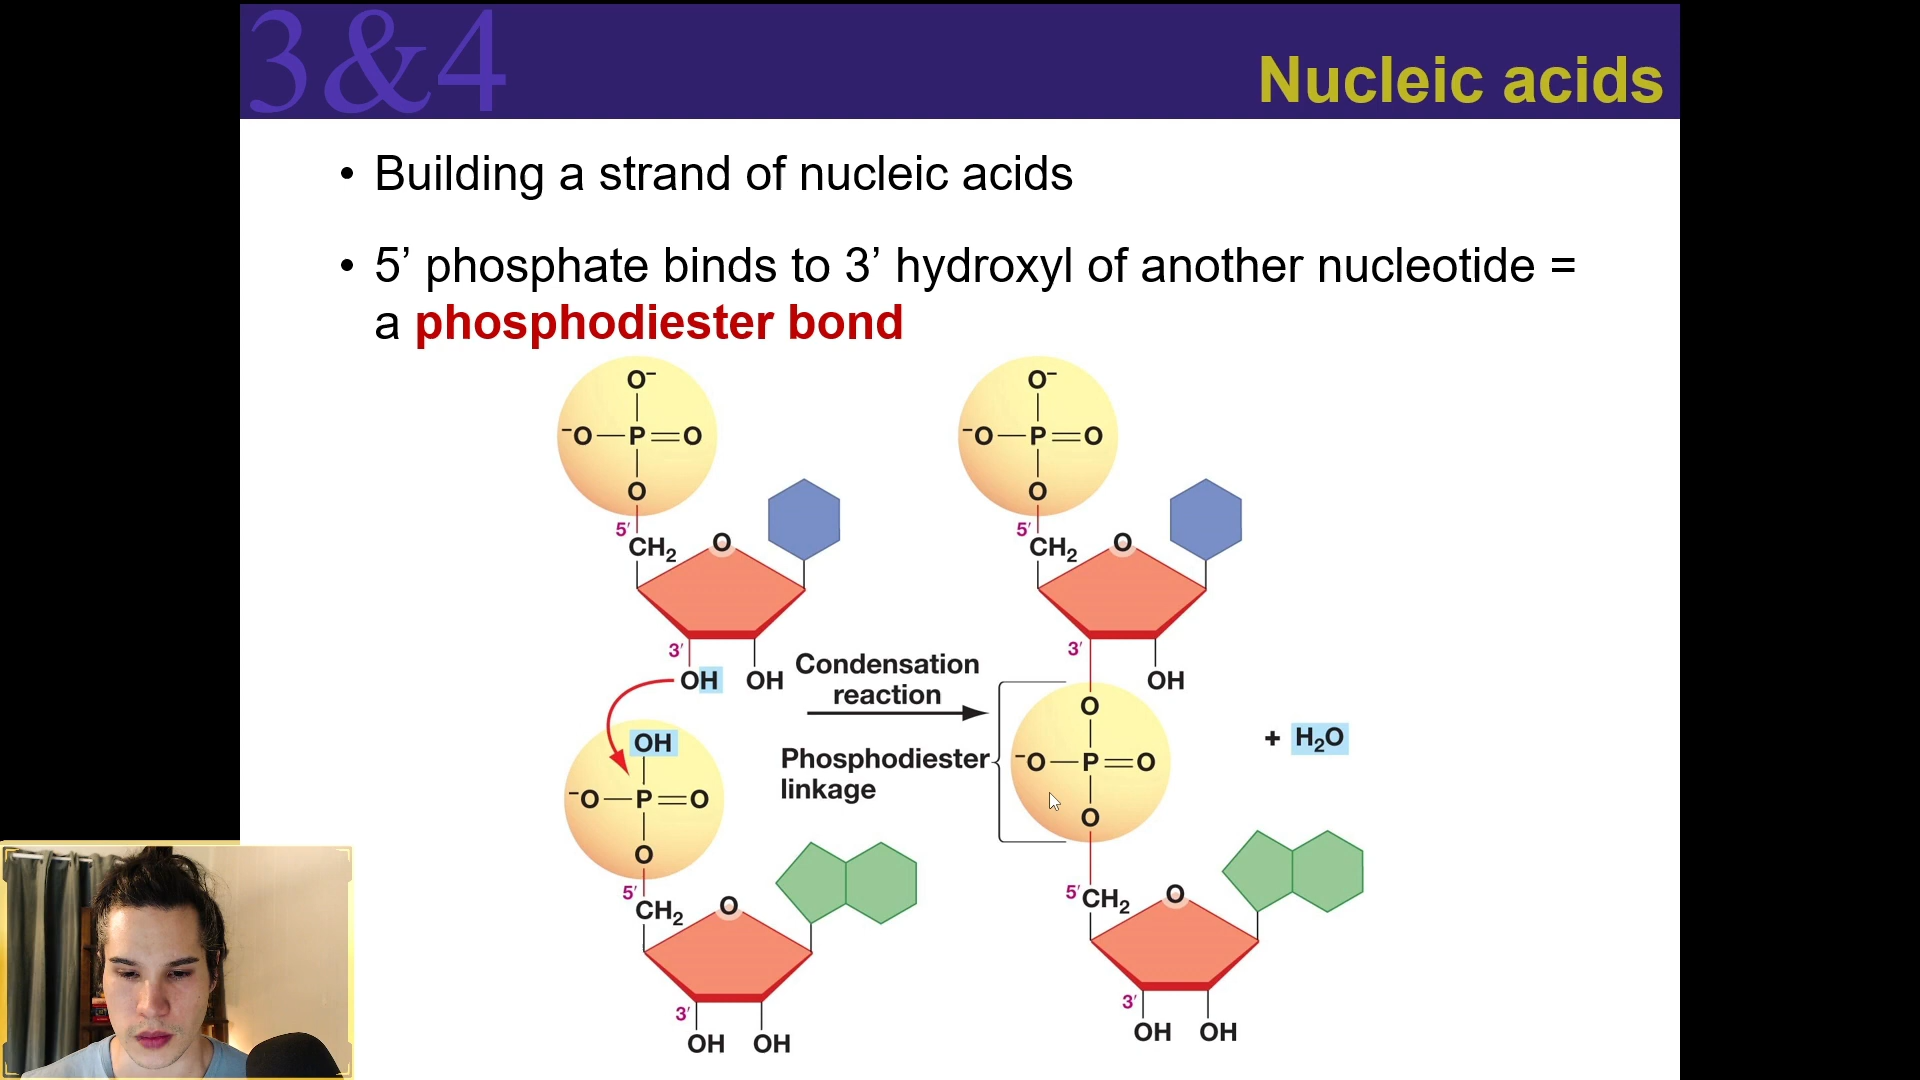 3&4
Nucleic acids
• Building a strand of nucleic acids
• 5’ phosphate binds to 3’ hydroxyl of another nucleotide =
a phosphodiester bond
O⁻
⁻O—P=O
O
5′
CH₂
O
3′
OH OH
O⁻
⁻O—P=O
O
5′
CH₂
O
3′
OH
Condensation
reaction
Phosphodiester
linkage
OH
⁻O—P=O
O
5′
CH₂
O
3′
OH OH
O
⁻O—P=O
O
5′
CH₂
O
3′
OH OH
+ H₂O